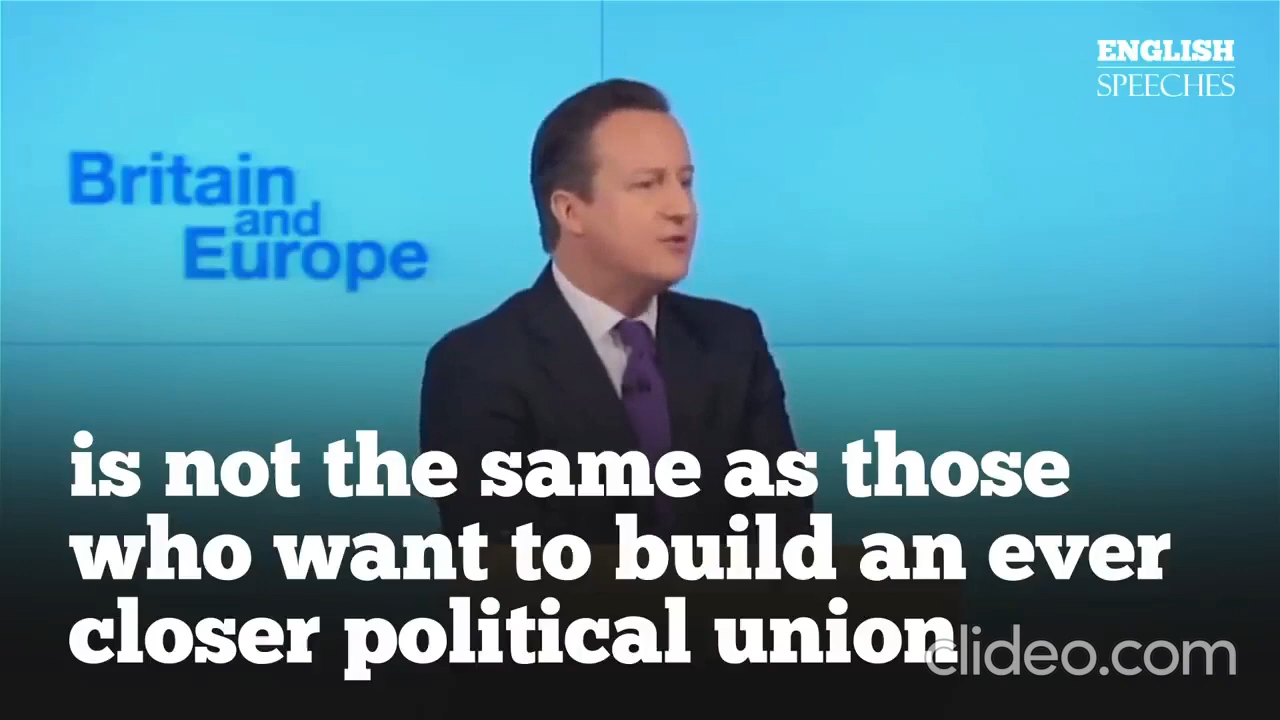 ENGLISH
SPEECHES
Britain
and
Europe
is not the same as those
who want to build an ever
closer political union
clideo.com